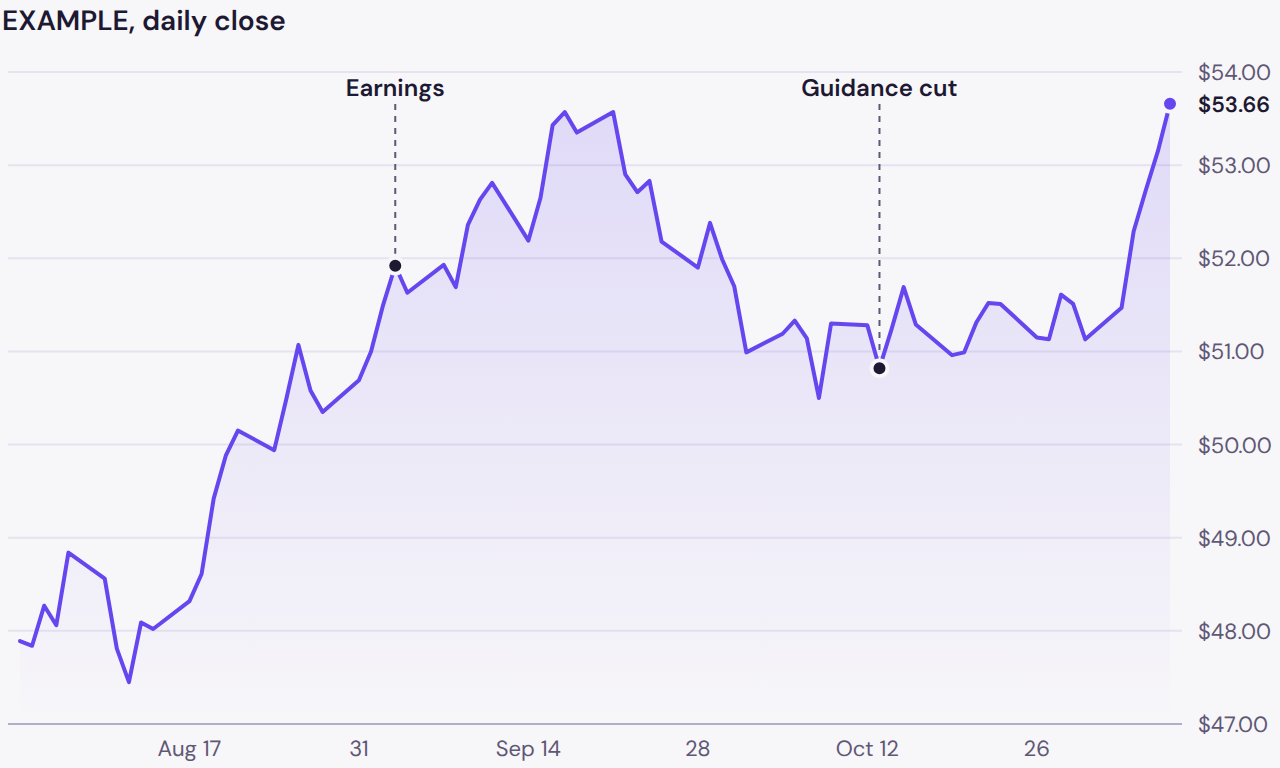 EXAMPLE, daily close
Earnings
Guidance cut
$54.00
$53.66
$53.00
$52.00
$51.00
$50.00
$49.00
$48.00
$47.00
Aug 17
31
Sep 14
28
Oct 12
26